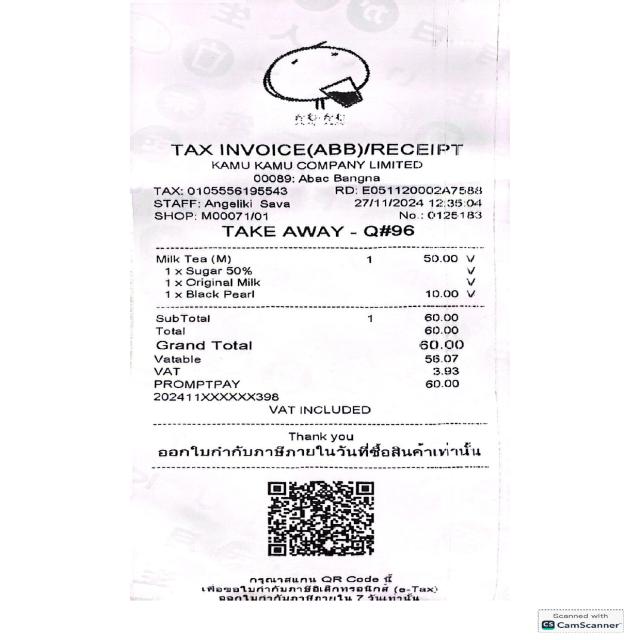 TAX INVOICE(ABB)/RECEIPT
KAMU KAMU COMPANY LIMITED
00089: Abac Bangna
TAX: 0105556195543 RD: E051120002A7588
STAFF: Angeliki Sava 27/11/2024 12:35:04
SHOP: M00071/01 No.: 0125183
TAKE AWAY - Q#96
Milk Tea (M) 1 50.00 V
1 x Sugar 50% V
1 x Original Milk V
1 x Black Pearl 10.00 V
SubTotal 1 60.00
Total 60.00
Grand Total 60.00
Vatable 56.07
VAT 3.93
PROMPTPAY 60.00
202411XXXXXX398
VAT INCLUDED
Thank you
ออกใบกำกับภาษีภายในวันที่ซื้อสินค้าเท่านั้น
กรุณาสแกน QR Code นี้
เพื่อขอใบกำกับภาษีอิเล็กทรอนิกส์ (e-Tax)
ออกใบกำกับภาษีภายใน 7 วันเท่านั้น
Scanned with
CS CamScanner